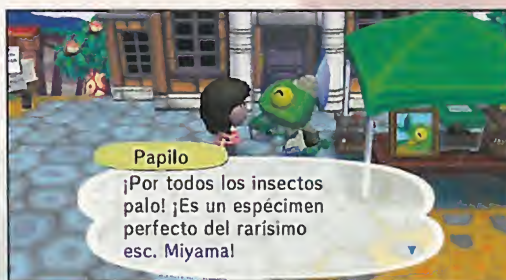 Papilo
¡Por todos los insectos
palo! ¡Es un espécimen
perfecto del rarísimo
esc. Miyama!